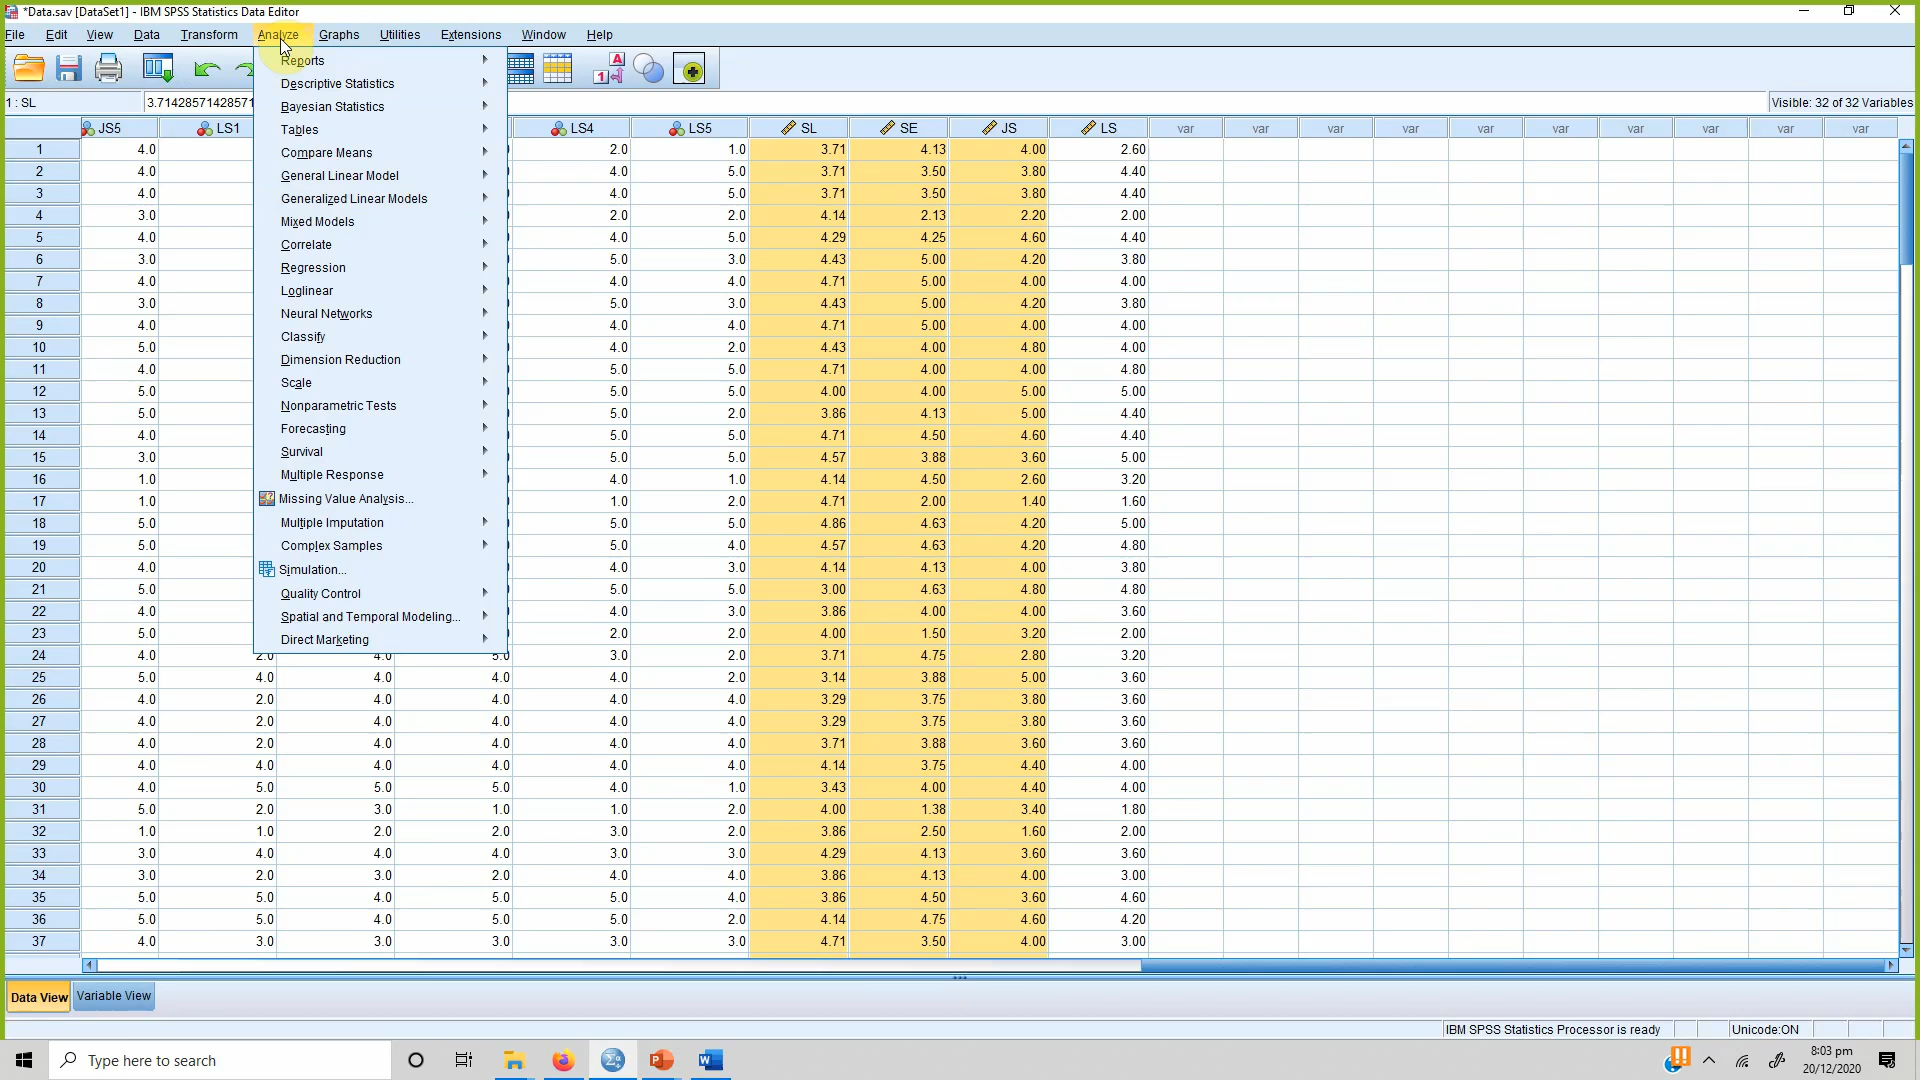 *Data.sav [DataSet1] - IBM SPSS Statistics Data Editor
File Edit View Data Transform Analyze Graphs Utilities Extensions Window Help
1 : SL 3.71428571428571 Visible: 32 of 32 Variables
Reports
Descriptive Statistics
Bayesian Statistics
Tables
Compare Means
General Linear Model
Generalized Linear Models
Mixed Models
Correlate
Regression
Loglinear
Neural Networks
Classify
Dimension Reduction
Scale
Nonparametric Tests
Forecasting
Survival
Multiple Response
Missing Value Analysis...
Multiple Imputation
Complex Samples
Simulation...
Quality Control
Spatial and Temporal Modeling...
Direct Marketing
JS5 LS1 LS4 LS5 SL SE JS LS var var var var var var var var var var
1 4.0 2.0 1.0 3.71 4.13 4.00 2.60
2 4.0 4.0 5.0 3.71 3.50 3.80 4.40
3 4.0 4.0 5.0 3.71 3.50 3.80 4.40
4 3.0 2.0 2.0 4.14 2.13 2.20 2.00
5 4.0 4.0 5.0 4.29 4.25 4.60 4.40
6 3.0 5.0 3.0 4.43 5.00 4.20 3.80
7 4.0 4.0 4.0 4.71 5.00 4.00 4.00
8 3.0 5.0 3.0 4.43 5.00 4.20 3.80
9 4.0 4.0 4.0 4.71 5.00 4.00 4.00
10 5.0 4.0 2.0 4.43 4.00 4.80 4.00
11 4.0 5.0 5.0 4.71 4.00 4.00 4.80
12 5.0 5.0 5.0 4.00 4.00 5.00 5.00
13 5.0 5.0 2.0 3.86 4.13 5.00 4.40
14 4.0 5.0 5.0 4.71 4.50 4.60 4.40
15 3.0 5.0 5.0 4.57 3.88 3.60 5.00
16 1.0 4.0 1.0 4.14 4.50 2.60 3.20
17 1.0 1.0 2.0 4.71 2.00 1.40 1.60
18 5.0 5.0 5.0 4.86 4.63 4.20 5.00
19 5.0 5.0 4.0 4.57 4.63 4.20 4.80
20 4.0 4.0 3.0 4.14 4.13 4.00 3.80
21 5.0 5.0 5.0 3.00 4.63 4.80 4.80
22 4.0 4.0 3.0 3.86 4.00 4.00 3.60
23 5.0 2.0 2.0 4.00 1.50 3.20 2.00
24 4.0 2.0 4.0 5.0 3.0 2.0 3.71 4.75 2.80 3.20
25 5.0 4.0 4.0 4.0 4.0 2.0 3.14 3.88 5.00 3.60
26 4.0 2.0 4.0 4.0 4.0 4.0 3.29 3.75 3.80 3.60
27 4.0 2.0 4.0 4.0 4.0 4.0 3.29 3.75 3.80 3.60
28 4.0 2.0 4.0 4.0 4.0 4.0 3.71 3.88 3.60 3.60
29 4.0 4.0 4.0 4.0 4.0 4.0 4.14 3.75 4.40 4.00
30 4.0 5.0 5.0 5.0 4.0 1.0 3.43 4.00 4.40 4.00
31 5.0 2.0 3.0 1.0 1.0 2.0 4.00 1.38 3.40 1.80
32 1.0 1.0 2.0 2.0 3.0 2.0 3.86 2.50 1.60 2.00
33 3.0 4.0 4.0 4.0 3.0 3.0 4.29 4.13 3.60 3.60
34 3.0 2.0 3.0 2.0 4.0 4.0 3.86 4.13 4.00 3.00
35 5.0 5.0 4.0 5.0 5.0 4.0 3.86 4.50 3.60 4.60
36 5.0 5.0 4.0 5.0 5.0 2.0 4.14 4.75 4.60 4.20
37 4.0 3.0 3.0 3.0 3.0 3.0 4.71 3.50 4.00 3.00
Data View Variable View
IBM SPSS Statistics Processor is ready Unicode:ON
Type here to search
8:03 pm
20/12/2020